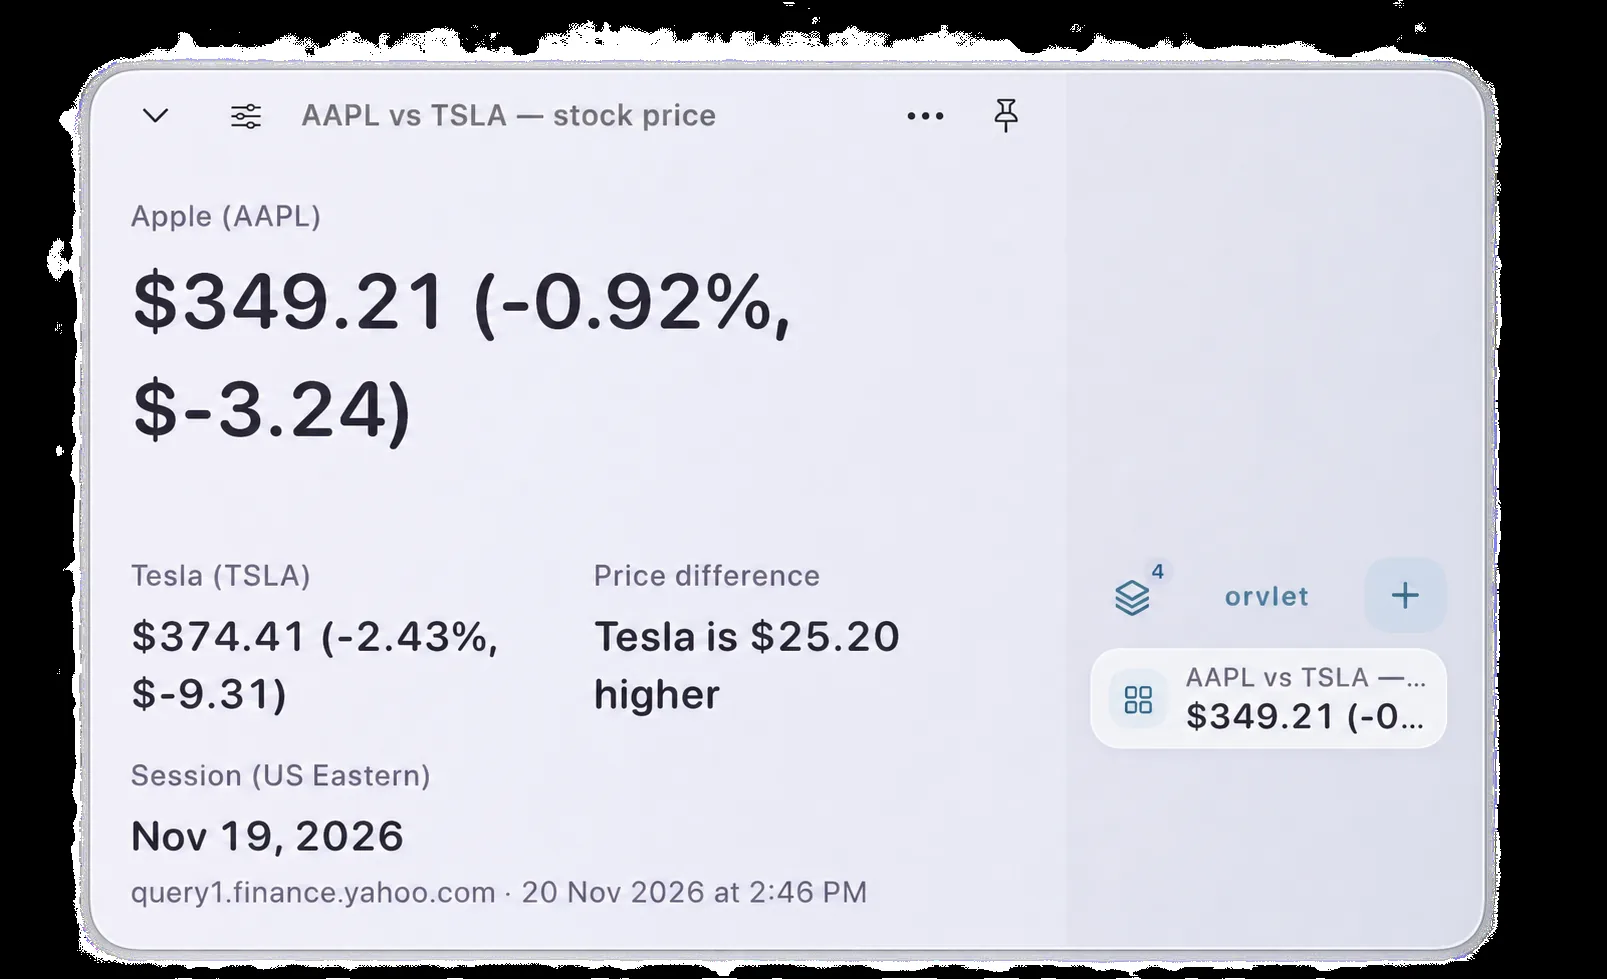 AAPL vs TSLA — stock price
Apple (AAPL)
$349.21 (-0.92%,
$-3.24)
Tesla (TSLA)
$374.41 (-2.43%,
$-9.31)
Price difference
Tesla is $25.20
higher
Session (US Eastern)
Nov 19, 2026
query1.finance.yahoo.com · 20 Nov 2026 at 2:46 PM
4
orvlet
AAPL vs TSLA —...
$349.21 (-0...